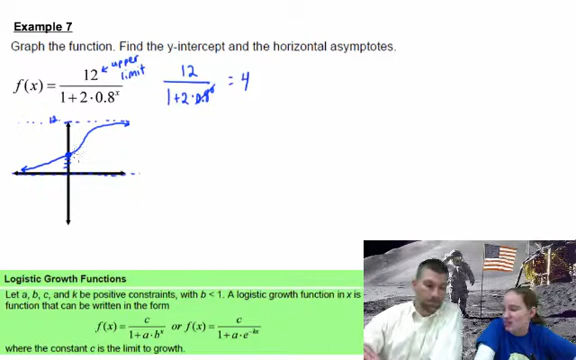 Example 7
Graph the function. Find the y-intercept and the horizontal asymptotes.
f(x) = 12 / (1 + 2 · 0.8^x)
upper limit
12 / (1 + 2 · 0.8^0) = 4
12
Logistic Growth Functions
Let a, b, c, and k be positive constraints, with b < 1. A logistic growth function in x is
function that can be written in the form
f(x) = c / (1 + a · b^x) or f(x) = c / (1 + a · e^-kx)
where the constant c is the limit to growth.